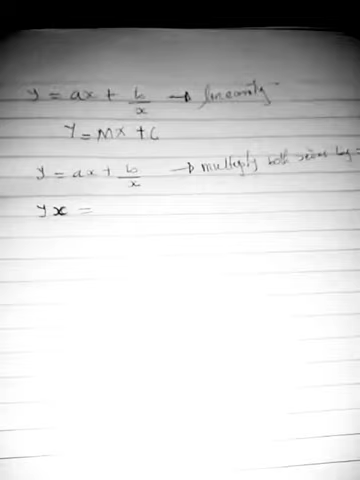 y = ax + b/x → linearity
Y = MX + C
y = ax + b/x → multiply both sides by
yx =